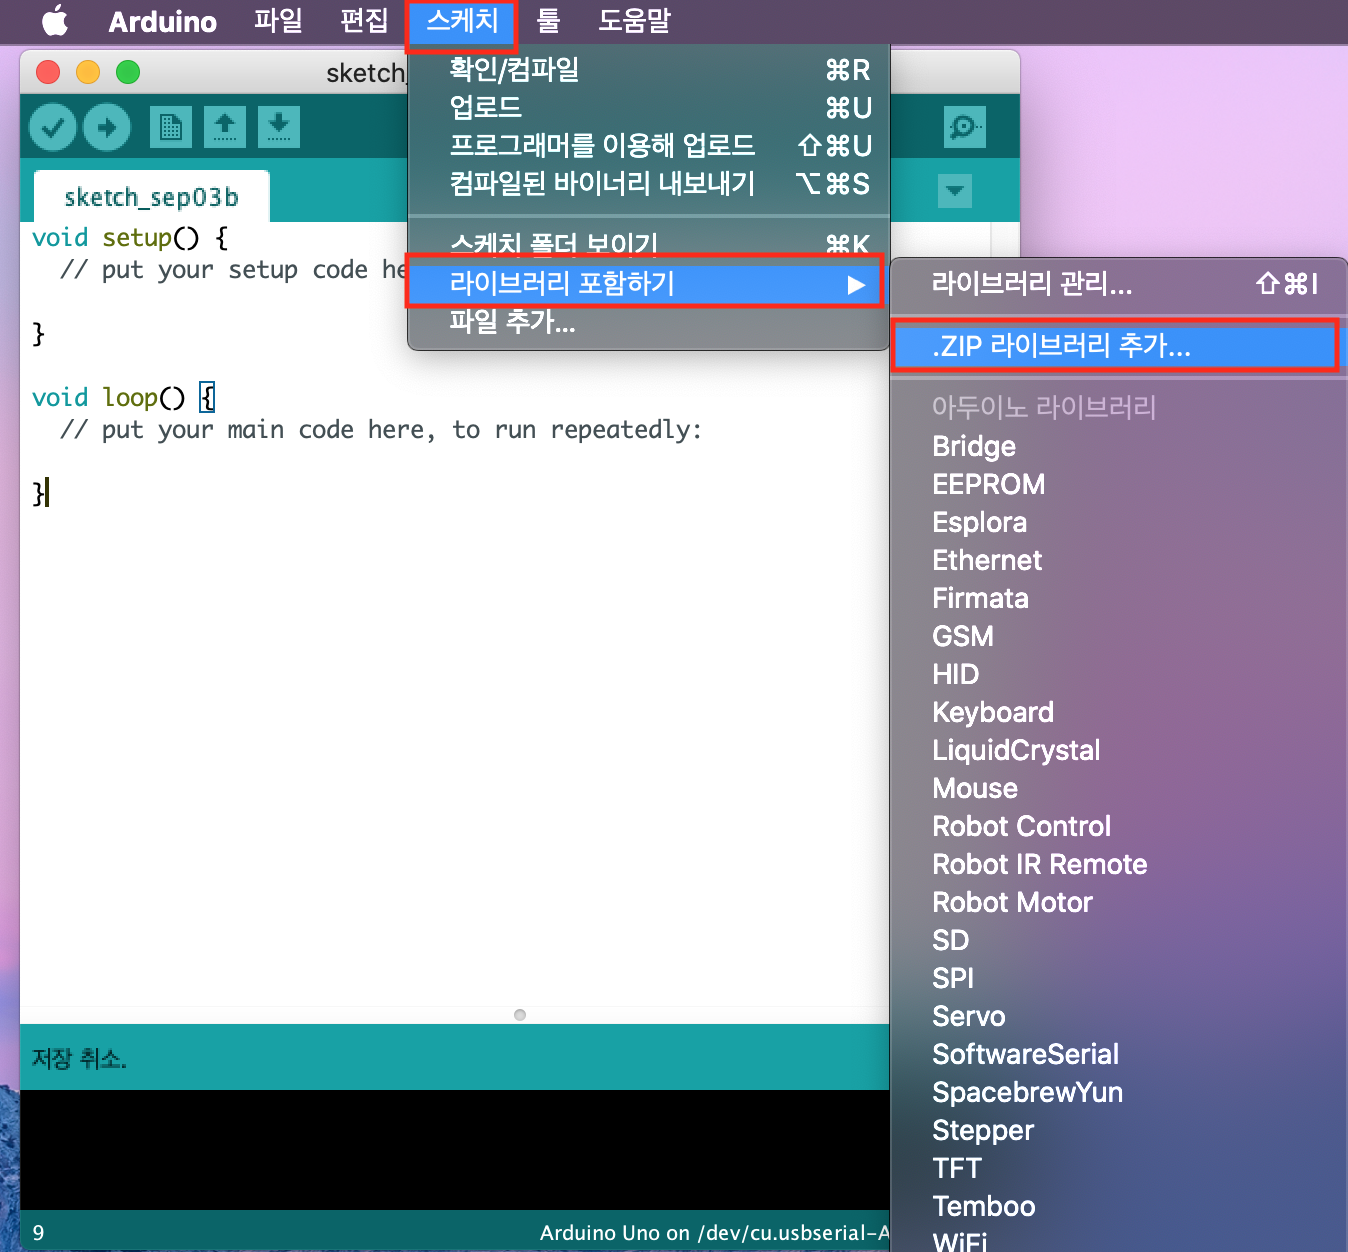 Arduino 파일 편집 스케치 툴 도움말
sketch_
확인/컴파일 ⌘R
업로드 ⌘U
프로그래머를 이용해 업로드 ⇧⌘U
컴파일된 바이너리 내보내기 ⌥⌘S
스케치 폴더 보이기 ⌘K
라이브러리 포함하기 ▶
파일 추가...
라이브러리 관리... ⇧⌘I
.ZIP 라이브러리 추가...
아두이노 라이브러리
Bridge
EEPROM
Esplora
Ethernet
Firmata
GSM
HID
Keyboard
LiquidCrystal
Mouse
Robot Control
Robot IR Remote
Robot Motor
SD
SPI
Servo
SoftwareSerial
SpacebrewYun
Stepper
TFT
Temboo
WiFi
sketch_sep03b
void setup() {
// put your setup code he
}
void loop() {
// put your main code here, to run repeatedly:
}
저장 취소.
9 Arduino Uno on /dev/cu.usbserial-A